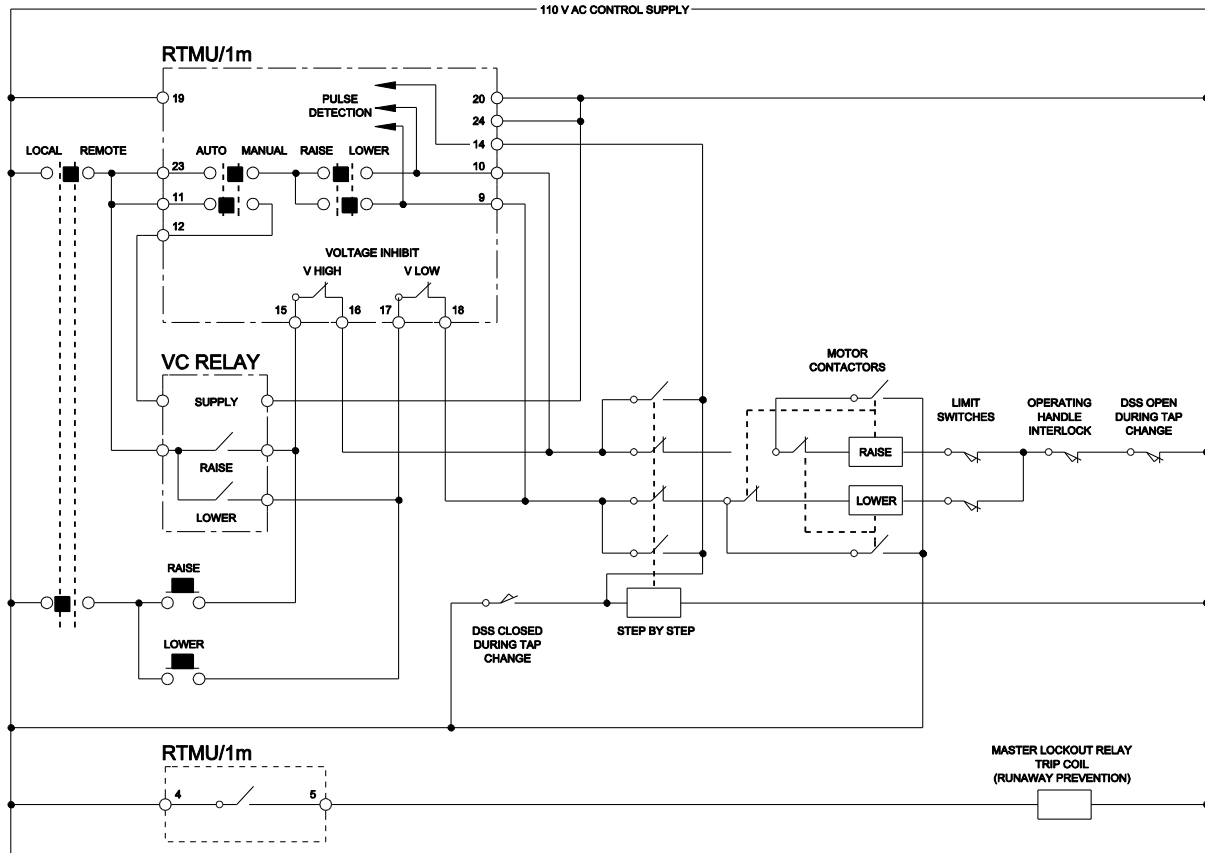 110 V AC CONTROL SUPPLY
RTMU/1m
19
PULSE
DETECTION
20
24
14
LOCAL REMOTE
23
AUTO MANUAL RAISE LOWER
10
11
9
12
VOLTAGE INHIBIT
V HIGH
V LOW
15
16
17
18
VC RELAY
SUPPLY
RAISE
LOWER
MOTOR
CONTACTORS
LIMIT
SWITCHES
OPERATING
HANDLE
INTERLOCK
DSS OPEN
DURING TAP
CHANGE
RAISE
LOWER
RAISE
LOWER
DSS CLOSED
DURING TAP
CHANGE
STEP BY STEP
RTMU/1m
4
5
MASTER LOCKOUT RELAY
TRIP COIL
(RUNAWAY PREVENTION)